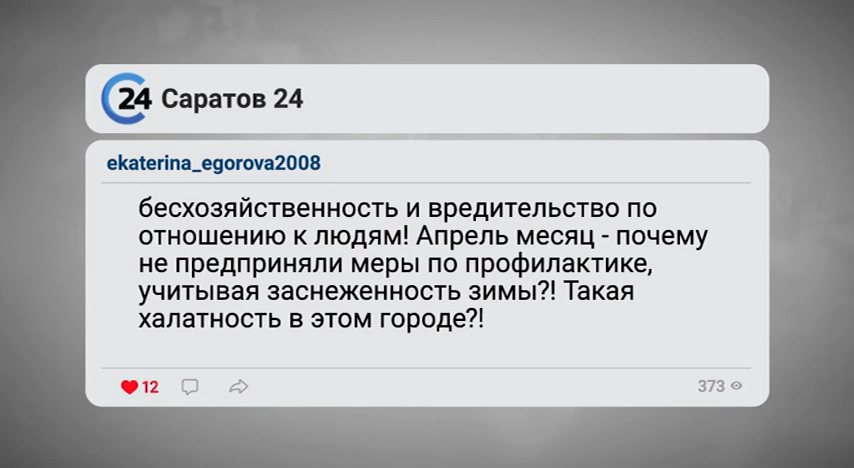 24 Саратов 24
ekaterina_egorova2008
бесхозяйственность и вредительство по
отношению к людям! Апрель месяц - почему
не предприняли меры по профилактике,
учитывая заснеженность зимы?! Такая
халатность в этом городе?!
12
373